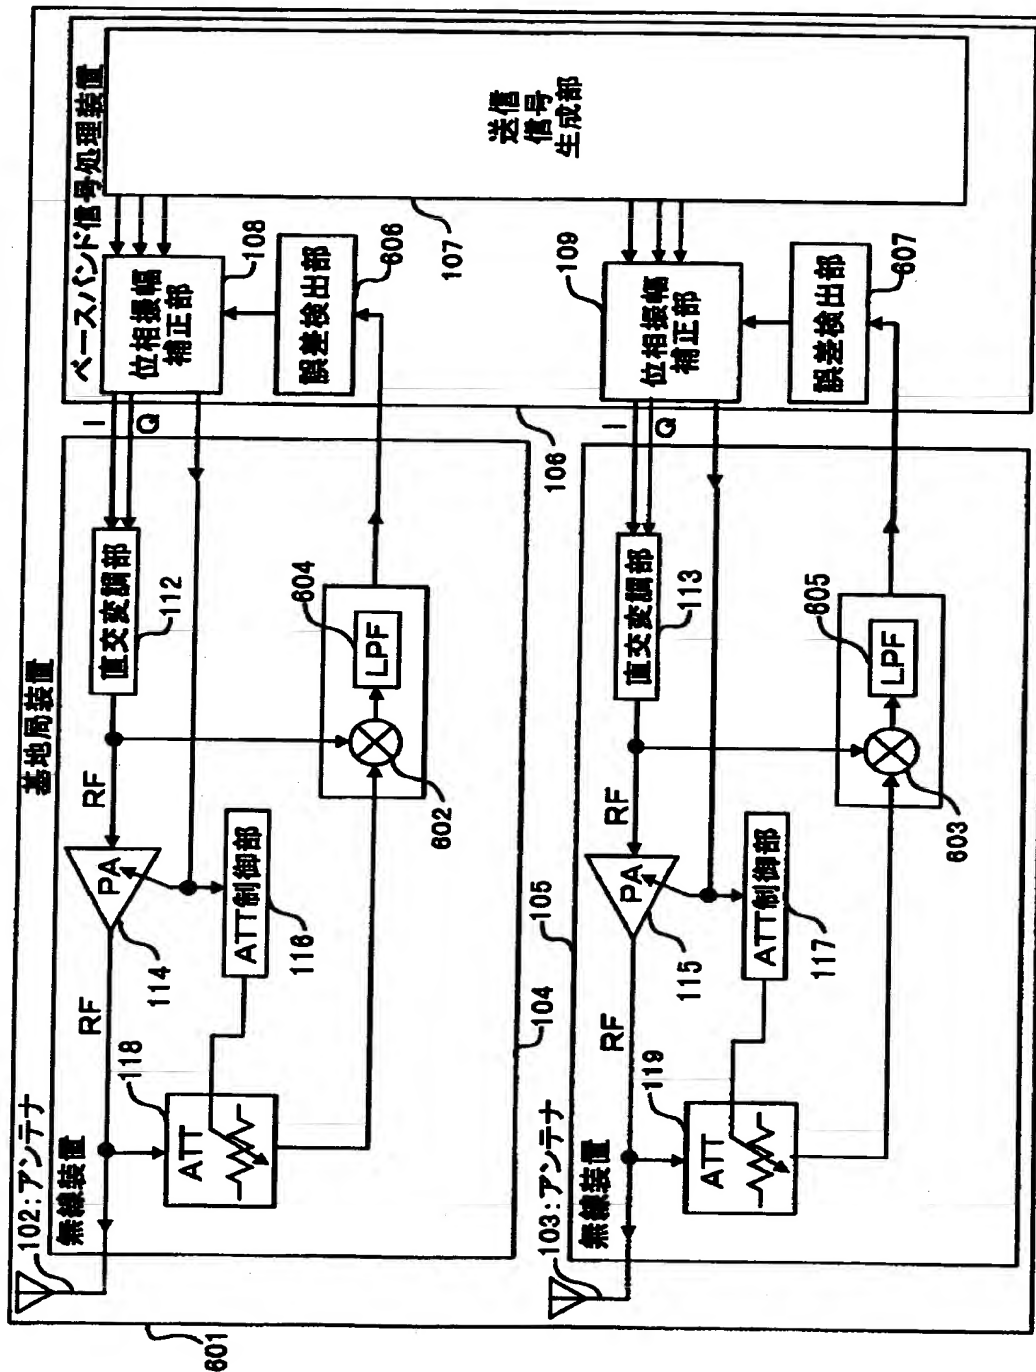 基地局装置
601
102:アンテナ
無線装置
104
RF
118
ATT
114
PA
ATT制御部
116
RF
直交変調部
112
602
604
LPF
I
Q
ベースバンド信号処理装置
106
位相振幅
補正部
108
誤差検出部
606
107
送信
信号
生成部
103:アンテナ
無線装置
105
RF
119
ATT
115
PA
ATT制御部
117
RF
直交変調部
113
603
605
LPF
I
Q
位相振幅
補正部
109
誤差検出部
607